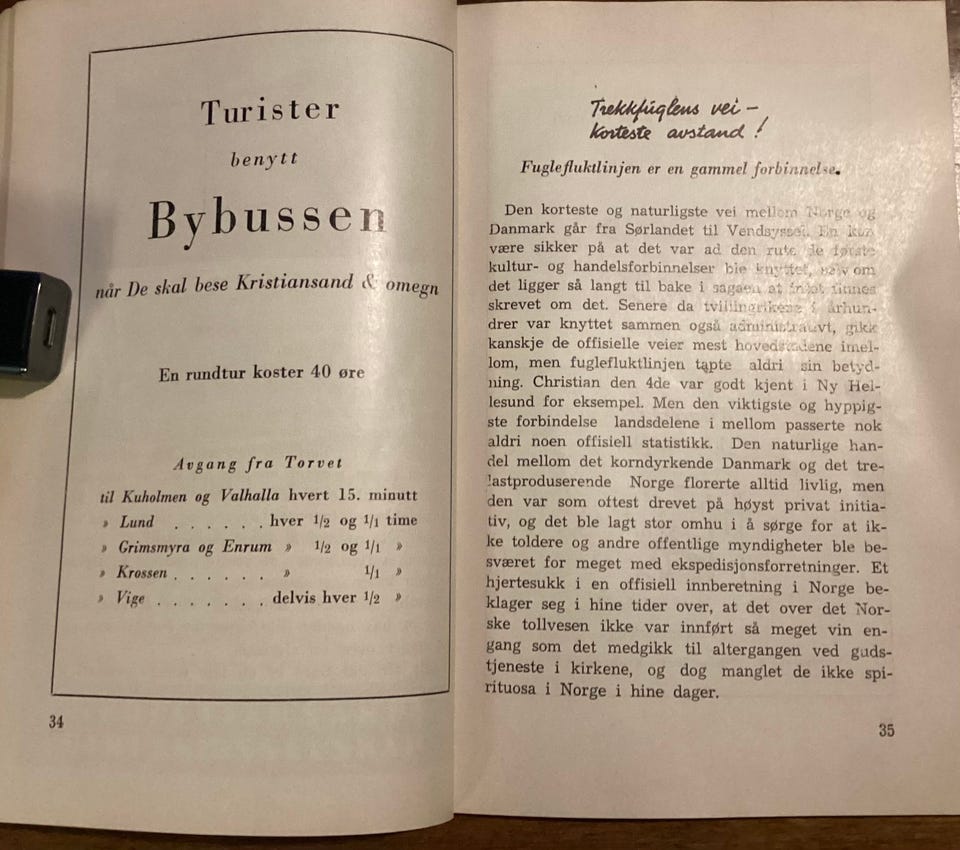 Turister
benytt
Bybussen
når De skal bese Kristiansand & omegn
En rundtur koster 40 øre
Avgang fra Torvet
til Kuholmen og Valhalla hvert 15. minutt
» Lund . . . . . . hver 1/2 og 1/1 time
» Grimsmyra og Enrum » 1/2 og 1/1 »
» Krossen . . . . . . » 1/1 »
» Vige . . . . . . . delvis hver 1/2 »
34
Trekkfuglens vei –
korteste avstand !
Fuglefluktlinjen er en gammel forbinnelse.
Den korteste og naturligste vei mellom Norge og
Danmark går fra Sørlandet til Vendsyssel. En kan
være sikker på at det var ad den rute de første
kultur- og handelsforbinnelser ble knyttet, selv om
det ligger så langt til bake i sagaen at intet finnes
skrevet om det. Senere da tvillingrikene i århun-
drer var knyttet sammen også administrativt, gikk
kanskje de offisielle veier mest hovedstadene imel-
lom, men fuglefluktlinjen tapte aldri sin betyd-
ning. Christian den 4de var godt kjent i Ny Hel-
lesund for eksempel. Men den viktigste og hyppig-
ste forbindelse landsdelene i mellom passerte nok
aldri noen offisiell statistikk. Den naturlige han-
del mellom det korndyrkende Danmark og det tre-
lastproduserende Norge florerte alltid livlig, men
den var som oftest drevet på høyst privat initia-
tiv, og det ble lagt stor omhu i å sørge for at ik-
ke toldere og andre offentlige myndigheter ble be-
sværet for meget med ekspedisjonsforretninger. Et
hjertesukk i en offisiell innberetning i Norge be-
klager seg i hine tider over, at det over det Nor-
ske tollvesen ikke var innført så meget vin en-
gang som det medgikk til altergangen ved guds-
tjeneste i kirkene, og dog manglet de ikke spi-
rituosa i Norge i hine dager.
35